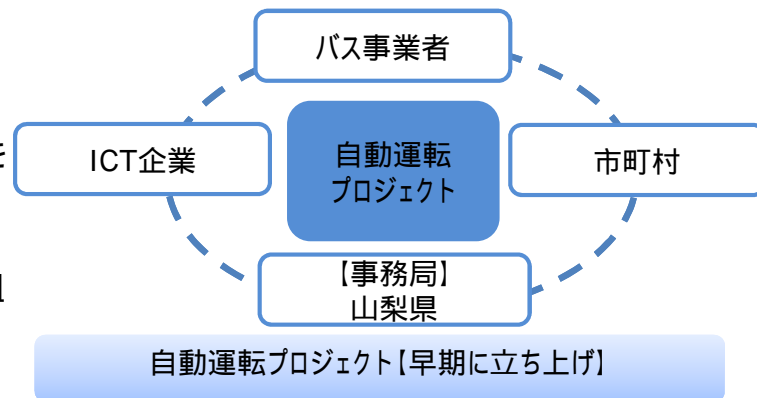 バス事業者
ICT企業
自動運転
プロジェクト
市町村
【事務局】
山梨県
自動運転プロジェクト【早期に立ち上げ】